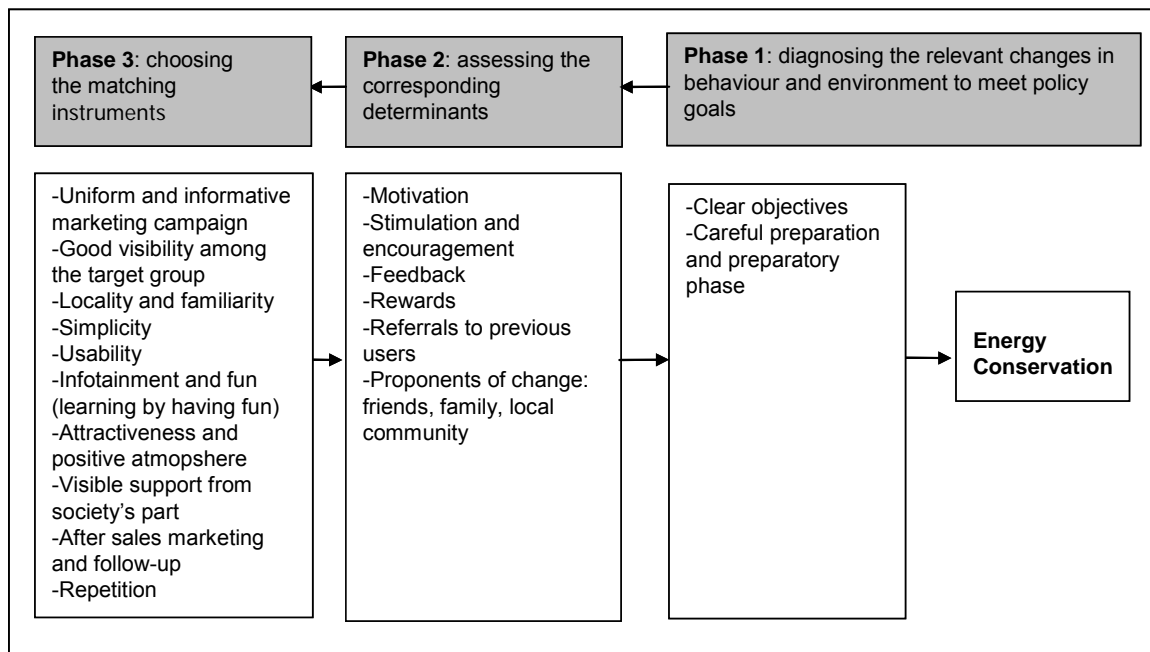 Phase 3: choosing
the matching
instruments
Phase 2: assessing the
corresponding
determinants
Phase 1: diagnosing the relevant changes in
behaviour and environment to meet policy
goals
-Uniform and informative
marketing campaign
-Good visibility among
the target group
-Locality and familiarity
-Simplicity
-Usability
-Infotainment and fun
(learning by having fun)
-Attractiveness and
positive atmopshere
-Visible support from
society’s part
-After sales marketing
and follow-up
-Repetition
-Motivation
-Stimulation and
encouragement
-Feedback
-Rewards
-Referrals to previous
users
-Proponents of change:
friends, family, local
community
-Clear objectives
-Careful preparation
and preparatory
phase
Energy
Conservation